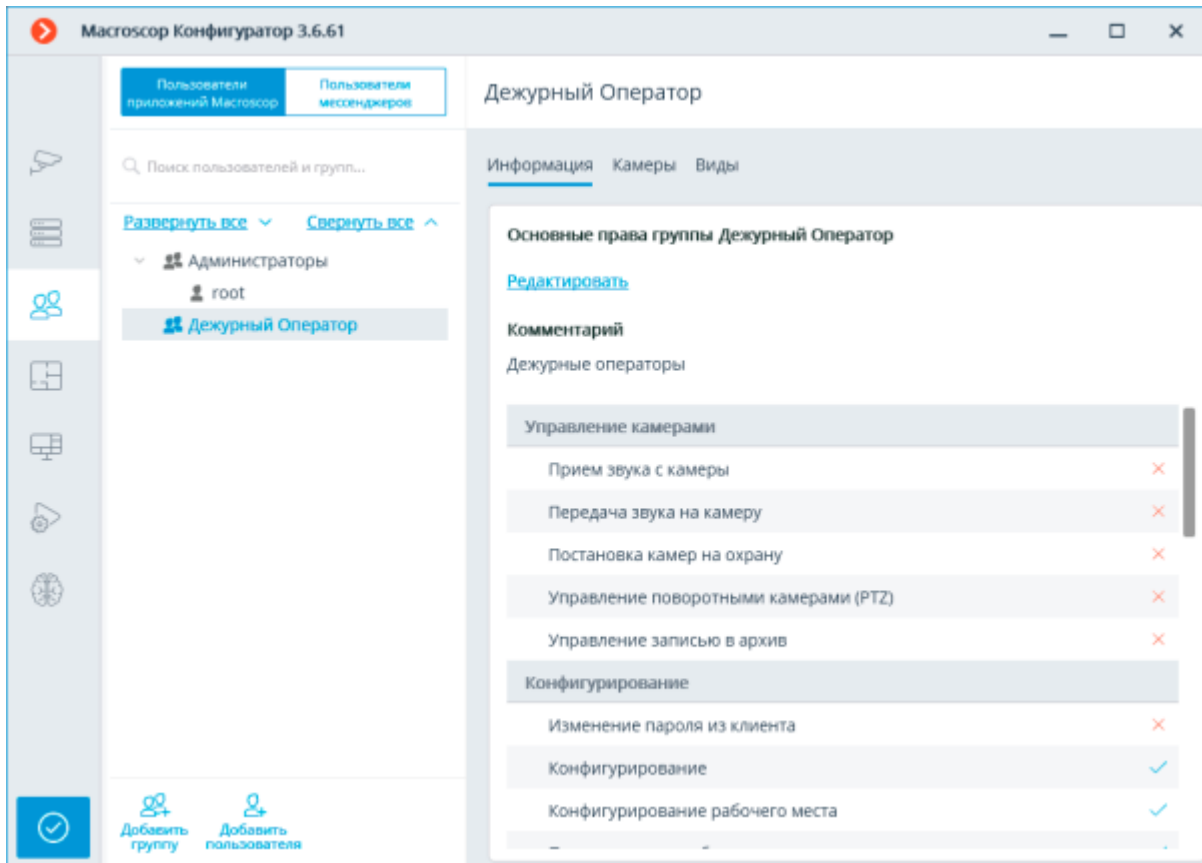 Macroscop Конфигуратор 3.6.61
Пользователи приложений Macroscop
Пользователи мессенджеров
Поиск пользователей и групп...
Развернуть все
Свернуть все
Администраторы
root
Дежурный Оператор
Добавить группу
Добавить пользователя
Дежурный Оператор
Информация Камеры Виды
Основные права группы Дежурный Оператор
Редактировать
Комментарий
Дежурные операторы
Управление камерами
Прием звука с камеры
Передача звука на камеру
Постановка камер на охрану
Управление поворотными камерами (PTZ)
Управление записью в архив
Конфигурирование
Изменение пароля из клиента
Конфигурирование
Конфигурирование рабочего места